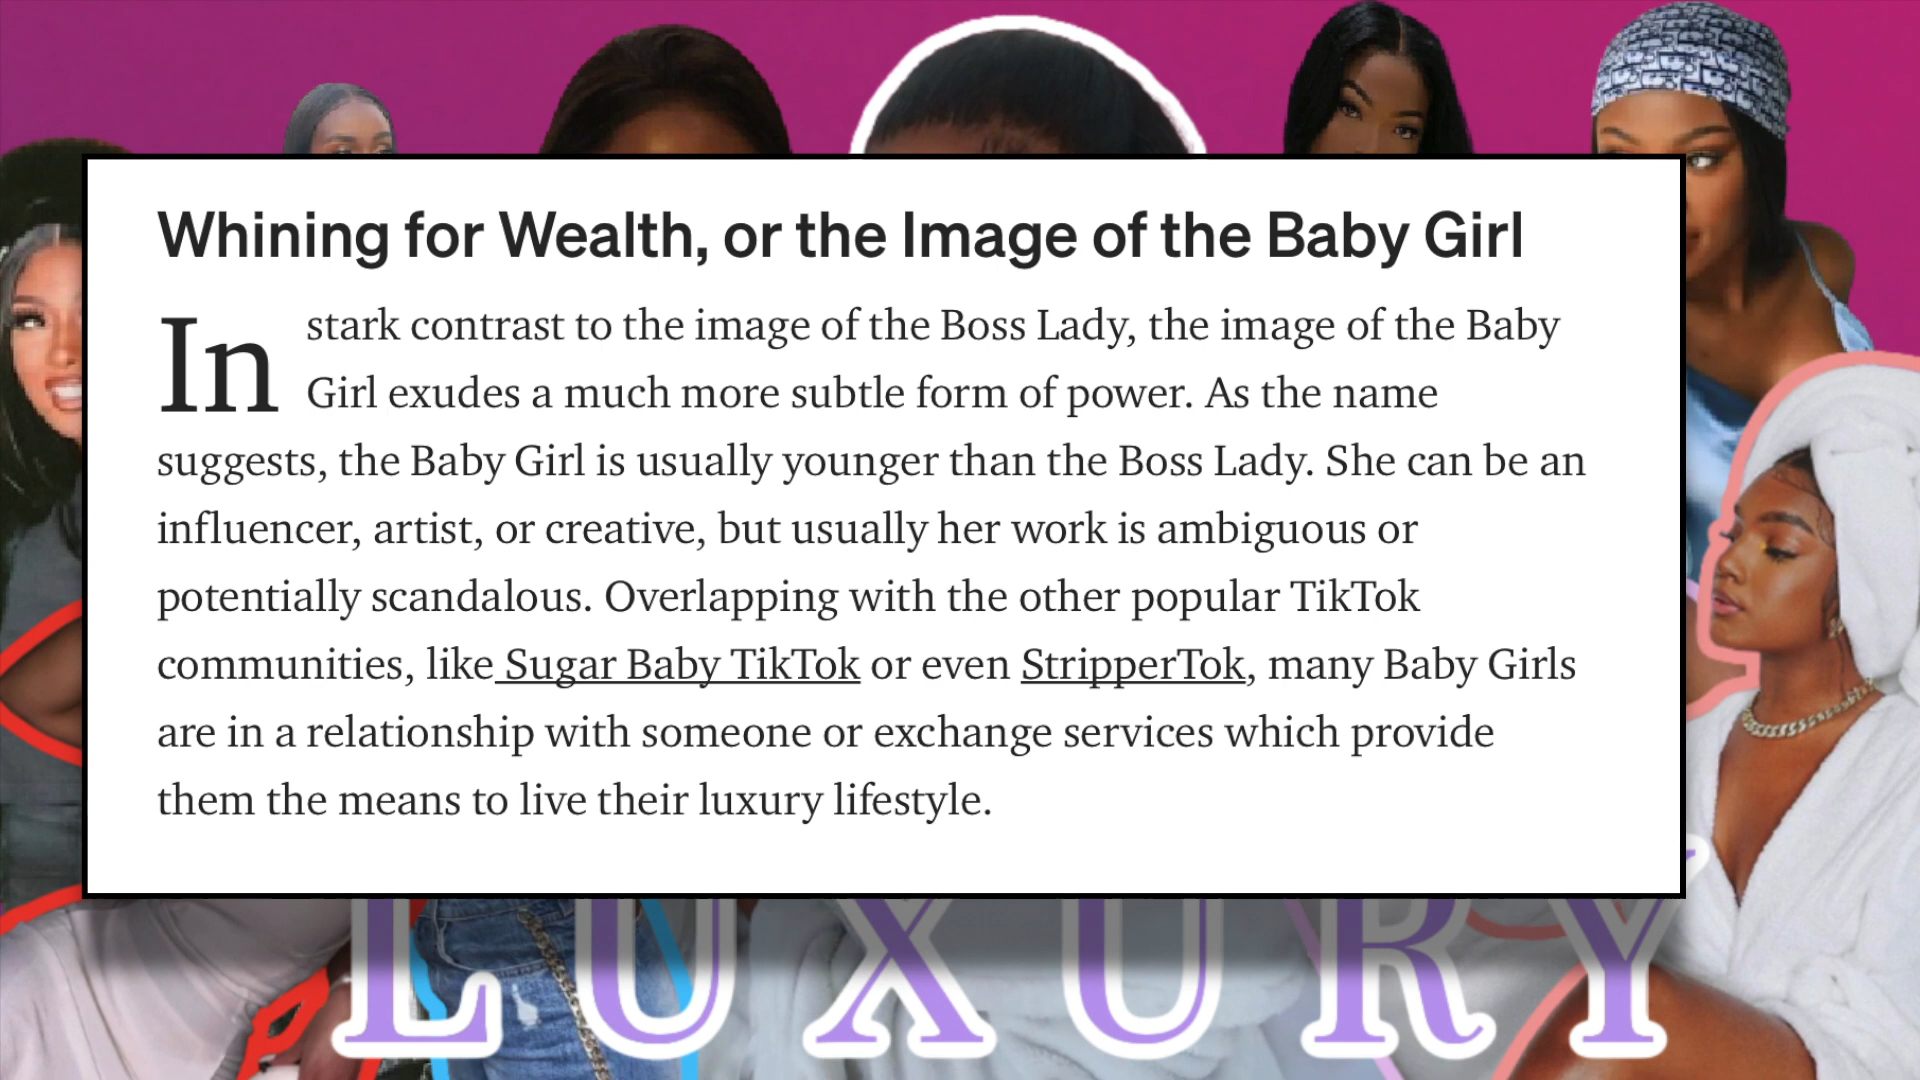 Whining for Wealth, or the Image of the Baby Girl
In stark contrast to the image of the Boss Lady, the image of the Baby
Girl exudes a much more subtle form of power. As the name
suggests, the Baby Girl is usually younger than the Boss Lady. She can be an
influencer, artist, or creative, but usually her work is ambiguous or
potentially scandalous. Overlapping with the other popular TikTok
communities, like Sugar Baby TikTok or even StripperTok, many Baby Girls
are in a relationship with someone or exchange services which provide
them the means to live their luxury lifestyle.
LUXURY